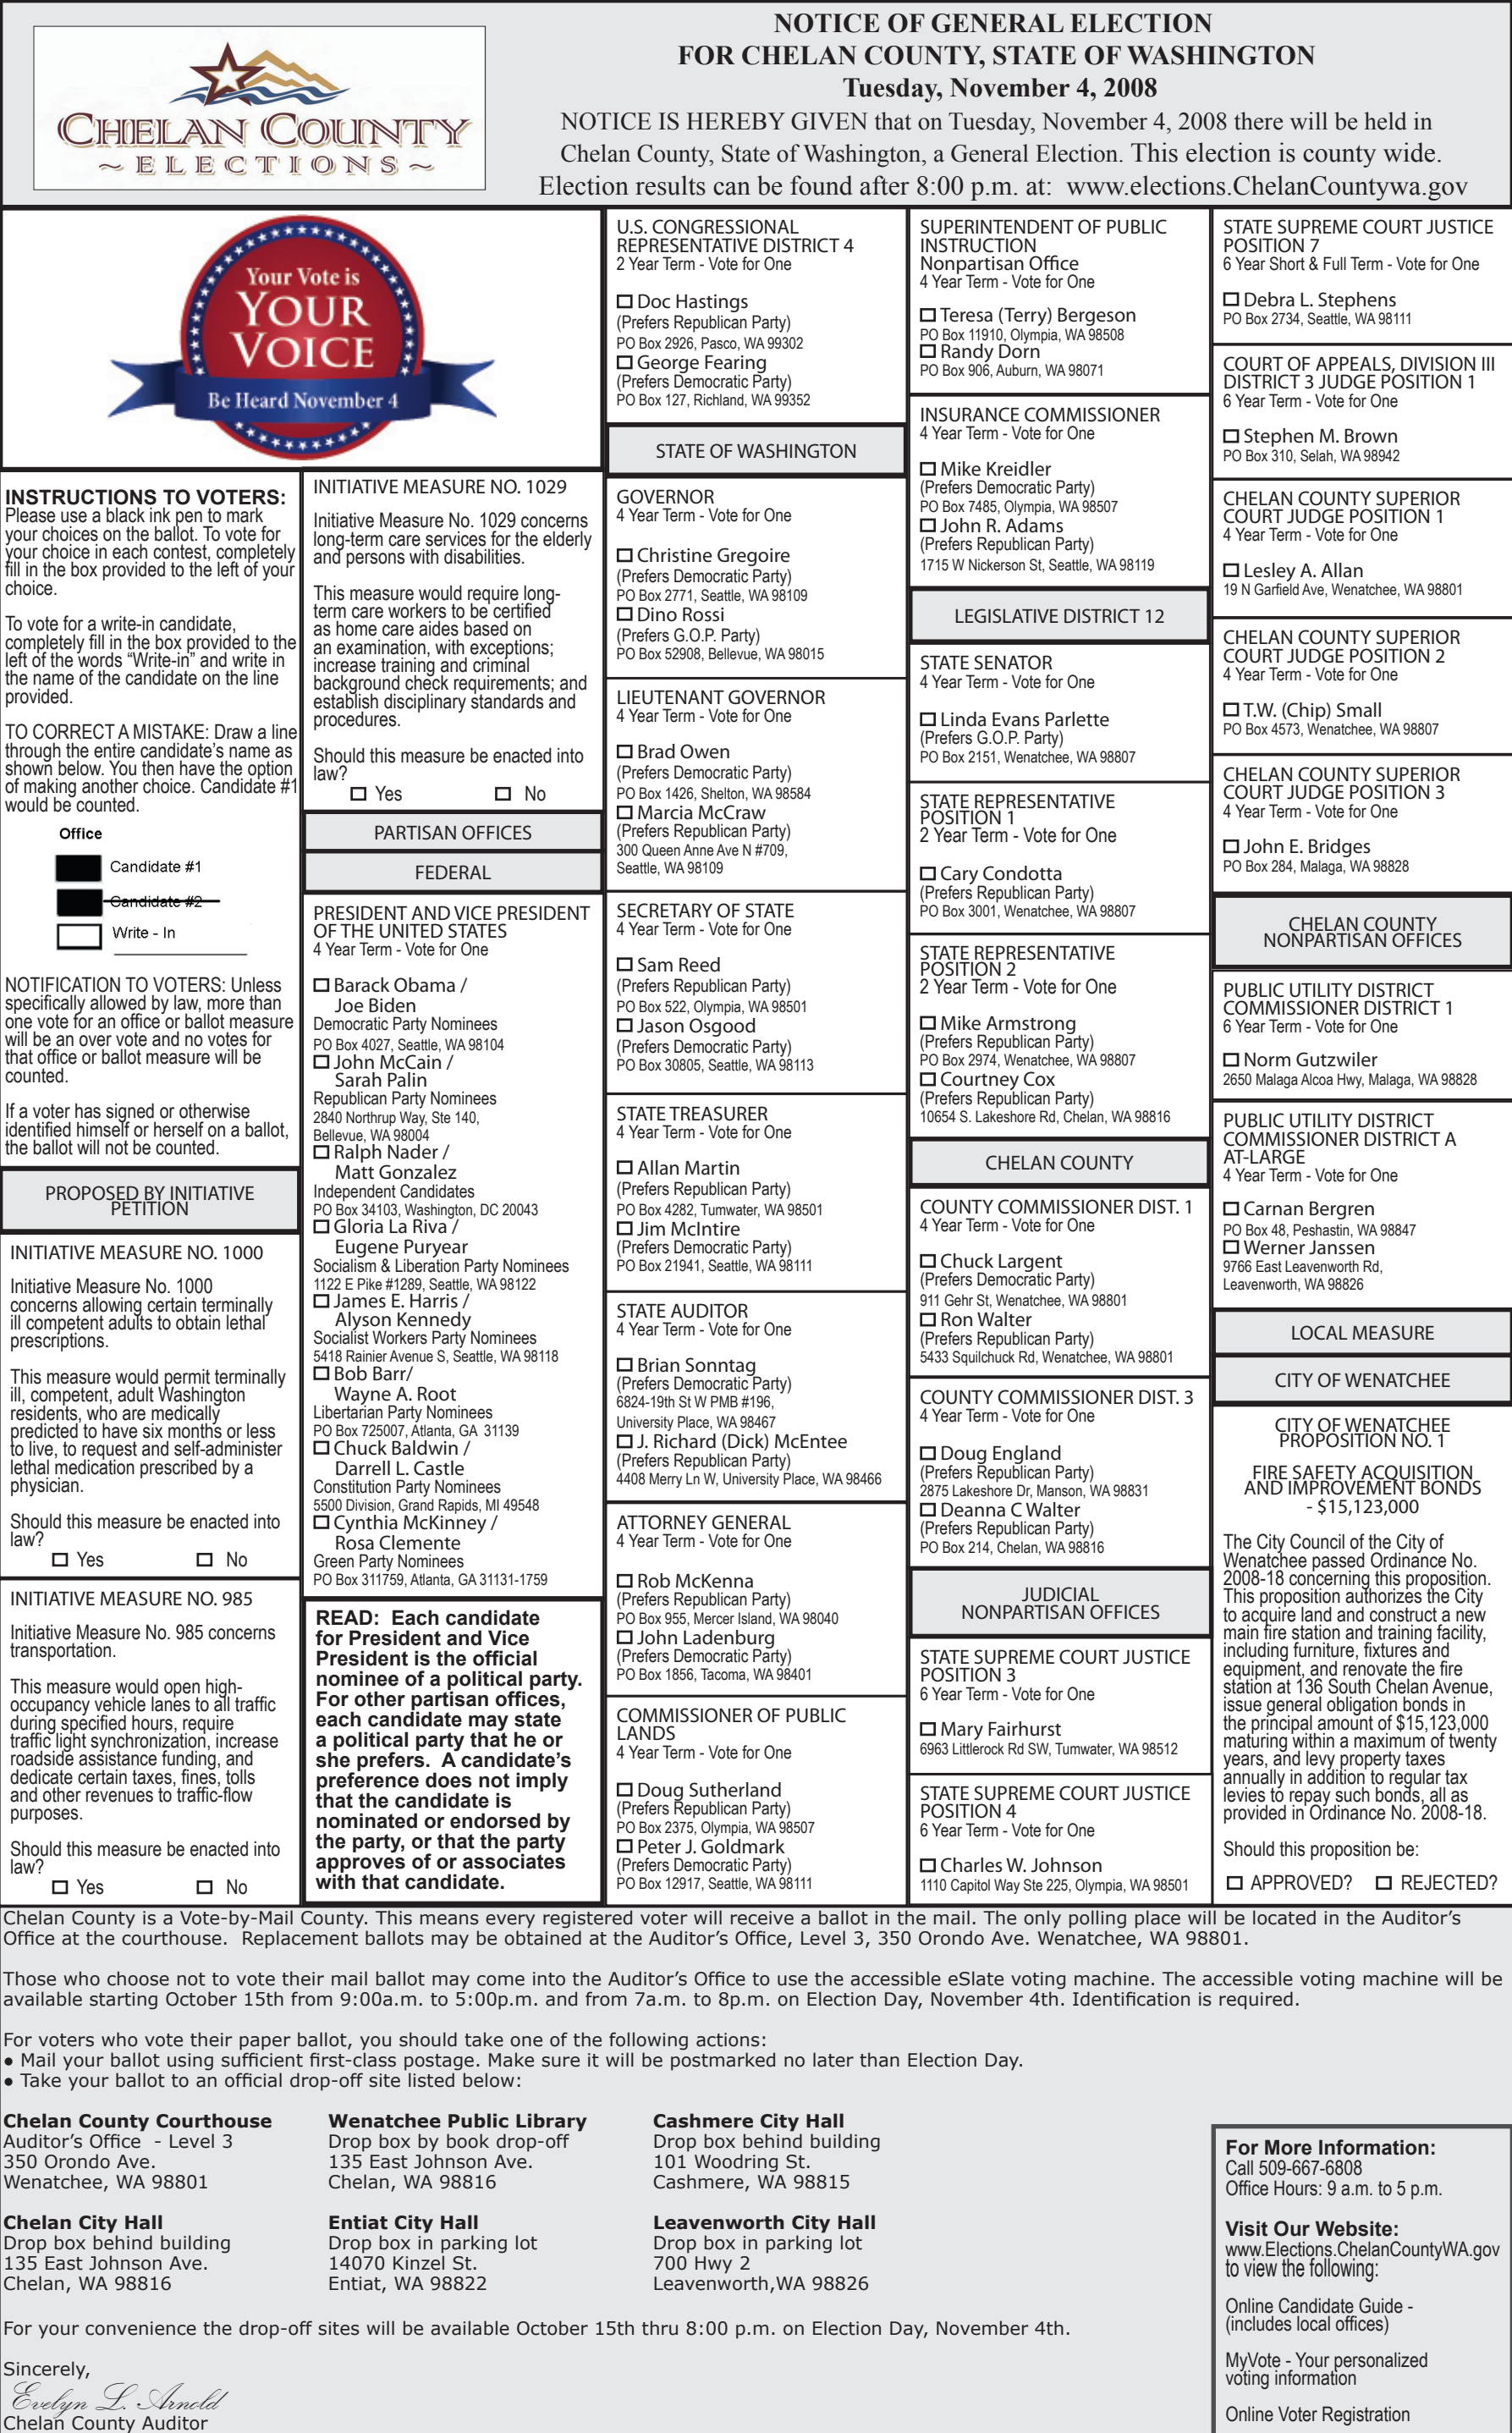 CHELAN COUNTY
~ ELECTIONS ~
NOTICE OF GENERAL ELECTION
FOR CHELAN COUNTY, STATE OF WASHINGTON
Tuesday, November 4, 2008
NOTICE IS HEREBY GIVEN that on Tuesday, November 4, 2008 there will be held in
Chelan County, State of Washington, a General Election. This election is county wide.
Election results can be found after 8:00 p.m. at:  www.elections.ChelanCountywa.gov
Your Vote is
YOUR
VOICE
Be Heard November 4
INSTRUCTIONS TO VOTERS:
Please use a black ink pen to mark
your choices on the ballot. To vote for
your choice in each contest, completely
fill in the box provided to the left of your
choice.
To vote for a write-in candidate,
completely fill in the box provided to the
left of the words “Write-in” and write in
the name of the candidate on the line
provided.
TO CORRECT A MISTAKE: Draw a line
through the entire candidate’s name as
shown below. You then have the option
of making another choice. Candidate #1
would be counted.
Office
Candidate #1
Candidate #2
Write - In
NOTIFICATION TO VOTERS: Unless
specifically allowed by law, more than
one vote for an office or ballot measure
will be an over vote and no votes for
that office or ballot measure will be
counted.
If a voter has signed or otherwise
identified himself or herself on a ballot,
the ballot will not be counted.
PROPOSED BY INITIATIVE
PETITION
INITIATIVE MEASURE NO. 1000
Initiative Measure No. 1000
concerns allowing certain terminally
ill competent adults to obtain lethal
prescriptions.
This measure would permit terminally
ill, competent, adult Washington
residents, who are medically
predicted to have six months or less
to live, to request and self-administer
lethal medication prescribed by a
physician.
Should this measure be enacted into
law?
Yes No
INITIATIVE MEASURE NO. 985
Initiative Measure No. 985 concerns
transportation.
This measure would open high-
occupancy vehicle lanes to all traffic
during specified hours, require
traffic light synchronization, increase
roadside assistance funding, and
dedicate certain taxes, fines, tolls
and other revenues to traffic-flow
purposes.
Should this measure be enacted into
law?
Yes No
INITIATIVE MEASURE NO. 1029
Initiative Measure No. 1029 concerns
long-term care services for the elderly
and persons with disabilities.
This measure would require long-
term care workers to be certified
as home care aides based on
an examination, with exceptions;
increase training and criminal
background check requirements; and
establish disciplinary standards and
procedures.
Should this measure be enacted into
law?
Yes No
PARTISAN OFFICES
FEDERAL
PRESIDENT AND VICE PRESIDENT
OF THE UNITED STATES
4 Year Term - Vote for One
Barack Obama /
Joe Biden
Democratic Party Nominees
PO Box 4027, Seattle, WA 98104
John McCain /
Sarah Palin
Republican Party Nominees
2840 Northrup Way, Ste 140,
Bellevue, WA 98004
Ralph Nader /
Matt Gonzalez
Independent Candidates
PO Box 34103, Washington, DC 20043
Gloria La Riva /
Eugene Puryear
Socialism & Liberation Party Nominees
1122 E Pike #1289, Seattle, WA 98122
James E. Harris /
Alyson Kennedy
Socialist Workers Party Nominees
5418 Rainier Avenue S, Seattle, WA 98118
Bob Barr/
Wayne A. Root
Libertarian Party Nominees
PO Box 725007, Atlanta, GA  31139
Chuck Baldwin /
Darrell L. Castle
Constitution Party Nominees
5500 Division, Grand Rapids, MI 49548
Cynthia McKinney /
Rosa Clemente
Green Party Nominees
PO Box 311759, Atlanta, GA 31131-1759
READ:  Each candidate
for President and Vice
President is the official
nominee of a political party.
For other partisan offices,
each candidate may state
a political party that he or
she prefers.  A candidate’s
preference does not imply
that the candidate is
nominated or endorsed by
the party, or that the party
approves of or associates
with that candidate.
U.S. CONGRESSIONAL
REPRESENTATIVE DISTRICT 4
2 Year Term - Vote for One
Doc Hastings
(Prefers Republican Party)
PO Box 2926, Pasco, WA 99302
George Fearing
(Prefers Democratic Party)
PO Box 127, Richland, WA 99352
STATE OF WASHINGTON
GOVERNOR
4 Year Term - Vote for One
Christine Gregoire
(Prefers Democratic Party)
PO Box 2771, Seattle, WA 98109
Dino Rossi
(Prefers G.O.P. Party)
PO Box 52908, Bellevue, WA 98015
LIEUTENANT GOVERNOR
4 Year Term - Vote for One
Brad Owen
(Prefers Democratic Party)
PO Box 1426, Shelton, WA 98584
Marcia McCraw
(Prefers Republican Party)
300 Queen Anne Ave N #709,
Seattle, WA 98109
SECRETARY OF STATE
4 Year Term - Vote for One
Sam Reed
(Prefers Republican Party)
PO Box 522, Olympia, WA 98501
Jason Osgood
(Prefers Democratic Party)
PO Box 30805, Seattle, WA 98113
STATE TREASURER
4 Year Term - Vote for One
Allan Martin
(Prefers Republican Party)
PO Box 4282, Tumwater, WA 98501
Jim McIntire
(Prefers Democratic Party)
PO Box 21941, Seattle, WA 98111
STATE AUDITOR
4 Year Term - Vote for One
Brian Sonntag
(Prefers Democratic Party)
6824-19th St W PMB #196,
University Place, WA 98467
J. Richard (Dick) McEntee
(Prefers Republican Party)
4408 Merry Ln W, University Place, WA 98466
ATTORNEY GENERAL
4 Year Term - Vote for One
Rob McKenna
(Prefers Republican Party)
PO Box 955, Mercer Island, WA 98040
John Ladenburg
(Prefers Democratic Party)
PO Box 1856, Tacoma, WA 98401
COMMISSIONER OF PUBLIC
LANDS
4 Year Term - Vote for One
Doug Sutherland
(Prefers Republican Party)
PO Box 2375, Olympia, WA 98507
Peter J. Goldmark
(Prefers Democratic Party)
PO Box 12917, Seattle, WA 98111
SUPERINTENDENT OF PUBLIC
INSTRUCTION
Nonpartisan Office
4 Year Term - Vote for One
Teresa (Terry) Bergeson
PO Box 11910, Olympia, WA 98508
Randy Dorn
PO Box 906, Auburn, WA 98071
INSURANCE COMMISSIONER
4 Year Term - Vote for One
Mike Kreidler
(Prefers Democratic Party)
PO Box 7485, Olympia, WA 98507
John R. Adams
(Prefers Republican Party)
1715 W Nickerson St, Seattle, WA 98119
LEGISLATIVE DISTRICT 12
STATE SENATOR
4 Year Term - Vote for One
Linda Evans Parlette
(Prefers G.O.P. Party)
PO Box 2151, Wenatchee, WA 98807
STATE REPRESENTATIVE
POSITION 1
2 Year Term - Vote for One
Cary Condotta
(Prefers Republican Party)
PO Box 3001, Wenatchee, WA 98807
STATE REPRESENTATIVE
POSITION 2
2 Year Term - Vote for One
Mike Armstrong
(Prefers Republican Party)
PO Box 2974, Wenatchee, WA 98807
Courtney Cox
(Prefers Republican Party)
10654 S. Lakeshore Rd, Chelan, WA 98816
CHELAN COUNTY
COUNTY COMMISSIONER DIST. 1
4 Year Term - Vote for One
Chuck Largent
(Prefers Democratic Party)
911 Gehr St, Wenatchee, WA 98801
Ron Walter
(Prefers Republican Party)
5433 Squilchuck Rd, Wenatchee, WA 98801
COUNTY COMMISSIONER DIST. 3
4 Year Term - Vote for One
Doug England
(Prefers Republican Party)
2875 Lakeshore Dr, Manson, WA 98831
Deanna C Walter
(Prefers Republican Party)
PO Box 214, Chelan, WA 98816
JUDICIAL
NONPARTISAN OFFICES
STATE SUPREME COURT JUSTICE
POSITION 3
6 Year Term - Vote for One
Mary Fairhurst
6963 Littlerock Rd SW, Tumwater, WA 98512
STATE SUPREME COURT JUSTICE
POSITION 4
6 Year Term - Vote for One
Charles W. Johnson
1110 Capitol Way Ste 225, Olympia, WA 98501
STATE SUPREME COURT JUSTICE
POSITION 7
6 Year Short & Full Term - Vote for One
Debra L. Stephens
PO Box 2734, Seattle, WA 98111
COURT OF APPEALS, DIVISION III
DISTRICT 3 JUDGE POSITION 1
6 Year Term - Vote for One
Stephen M. Brown
PO Box 310, Selah, WA 98942
CHELAN COUNTY SUPERIOR
COURT JUDGE POSITION 1
4 Year Term - Vote for One
Lesley A. Allan
19 N Garfield Ave, Wenatchee, WA 98801
CHELAN COUNTY SUPERIOR
COURT JUDGE POSITION 2
4 Year Term - Vote for One
T.W. (Chip) Small
PO Box 4573, Wenatchee, WA 98807
CHELAN COUNTY SUPERIOR
COURT JUDGE POSITION 3
4 Year Term - Vote for One
John E. Bridges
PO Box 284, Malaga, WA 98828
CHELAN COUNTY
NONPARTISAN OFFICES
PUBLIC UTILITY DISTRICT
COMMISSIONER DISTRICT 1
6 Year Term - Vote for One
Norm Gutzwiler
2650 Malaga Alcoa Hwy, Malaga, WA 98828
PUBLIC UTILITY DISTRICT
COMMISSIONER DISTRICT A
AT-LARGE
4 Year Term - Vote for One
Carnan Bergren
PO Box 48, Peshastin, WA 98847
Werner Janssen
9766 East Leavenworth Rd,
Leavenworth, WA 98826
LOCAL MEASURE
CITY OF WENATCHEE
CITY OF WENATCHEE
PROPOSITION NO. 1
FIRE SAFETY ACQUISITION
AND IMPROVEMENT BONDS
- $15,123,000
The City Council of the City of
Wenatchee passed Ordinance No.
2008-18 concerning this proposition.
This proposition authorizes the City
to acquire land and construct a new
main fire station and training facility,
including furniture, fixtures and
equipment, and renovate the fire
station at 136 South Chelan Avenue,
issue general obligation bonds in
the principal amount of $15,123,000
maturing within a maximum of twenty
years, and levy property taxes
annually in addition to regular tax
levies to repay such bonds, all as
provided in Ordinance No. 2008-18.
Should this proposition be:
APPROVED? REJECTED?
Chelan County is a Vote-by-Mail County. This means every registered voter will receive a ballot in the mail. The only polling place will be located in the Auditor’s
Office at the courthouse.  Replacement ballots may be obtained at the Auditor’s Office, Level 3, 350 Orondo Ave. Wenatchee, WA 98801.
Those who choose not to vote their mail ballot may come into the Auditor’s Office to use the accessible eSlate voting machine. The accessible voting machine will be
available starting October 15th from 9:00a.m. to 5:00p.m. and from 7a.m. to 8p.m. on Election Day, November 4th. Identification is required.
For voters who vote their paper ballot, you should take one of the following actions:
● Mail your ballot using sufficient first-class postage. Make sure it will be postmarked no later than Election Day.
● Take your ballot to an official drop-off site listed below:
Chelan County Courthouse
Auditor’s Office  - Level 3
350 Orondo Ave.
Wenatchee, WA 98801
Wenatchee Public Library
Drop box by book drop-off
135 East Johnson Ave.
Chelan, WA 98816
Cashmere City Hall
Drop box behind building
101 Woodring St.
Cashmere, WA 98815
Chelan City Hall
Drop box behind building
135 East Johnson Ave.
Chelan, WA 98816
Entiat City Hall
Drop box in parking lot
14070 Kinzel St.
Entiat, WA 98822
Leavenworth City Hall
Drop box in parking lot
700 Hwy 2
Leavenworth,WA 98826
For your convenience the drop-off sites will be available October 15th thru 8:00 p.m. on Election Day, November 4th.
Sincerely,
Evelyn L. Arnold
Chelan County Auditor
For More Information:
Call 509-667-6808
Office Hours: 9 a.m. to 5 p.m.
Visit Our Website:
www.Elections.ChelanCountyWA.gov
to view the following:
Online Candidate Guide -
(includes local offices)
MyVote - Your personalized
voting information
Online Voter Registration